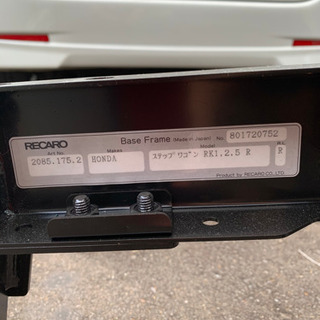 RECARO Base Frame (Made in Japan) No. 801720752
Art No. Makes Model R/L
2085.175.2 HONDA ステップワゴン RK1.2.5 R R
Product by RECARO CO., LTD.